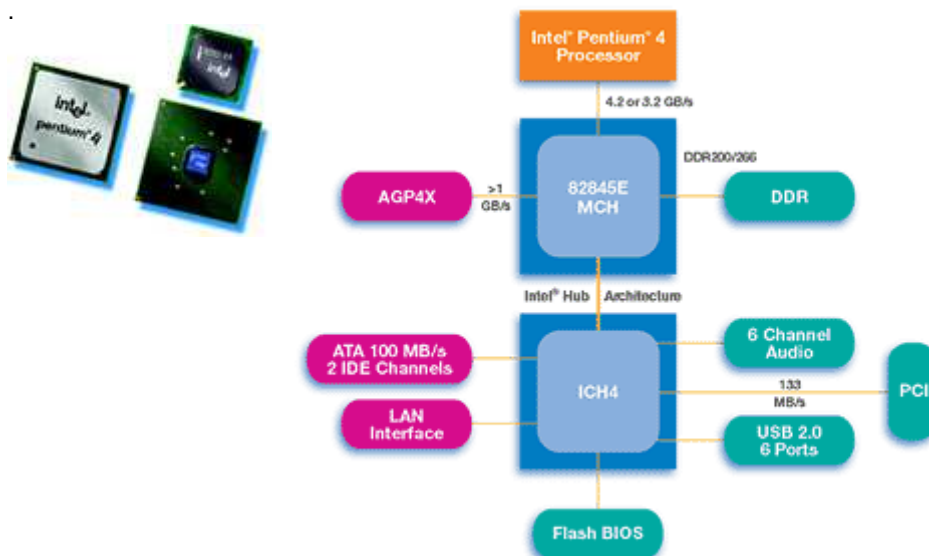 .
intel
pentium® 4
intel
Intel® Pentium® 4
Processor
4.2 or 3.2 GB/s
DDR200/266
AGP4X
>1
GB/s
82845E
MCH
DDR
Intel® Hub Architecture
ATA 100 MB/s
2 IDE Channels
6 Channel
Audio
ICH4
133
MB/s
PCI
LAN
Interface
USB 2.0
6 Ports
Flash BIOS